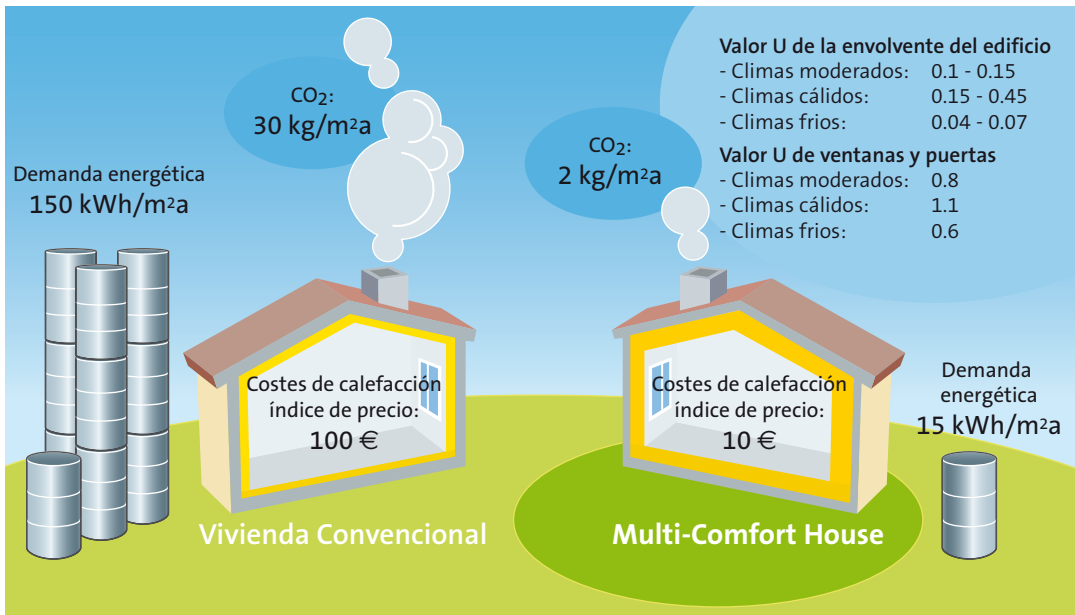 Valor U de la envolvente del edificio
- Climas moderados: 0.1 - 0.15
- Climas cálidos: 0.15 - 0.45
- Climas frios: 0.04 - 0.07
Valor U de ventanas y puertas
- Climas moderados: 0.8
- Climas cálidos: 1.1
- Climas frios: 0.6
CO2:
30 kg/m2a
CO2:
2 kg/m2a
Demanda energética
150 kWh/m2a
Costes de calefacción
índice de precio:
100 €
Costes de calefacción
índice de precio:
10 €
Demanda
energética
15 kWh/m2a
Vivienda Convencional
Multi-Comfort House